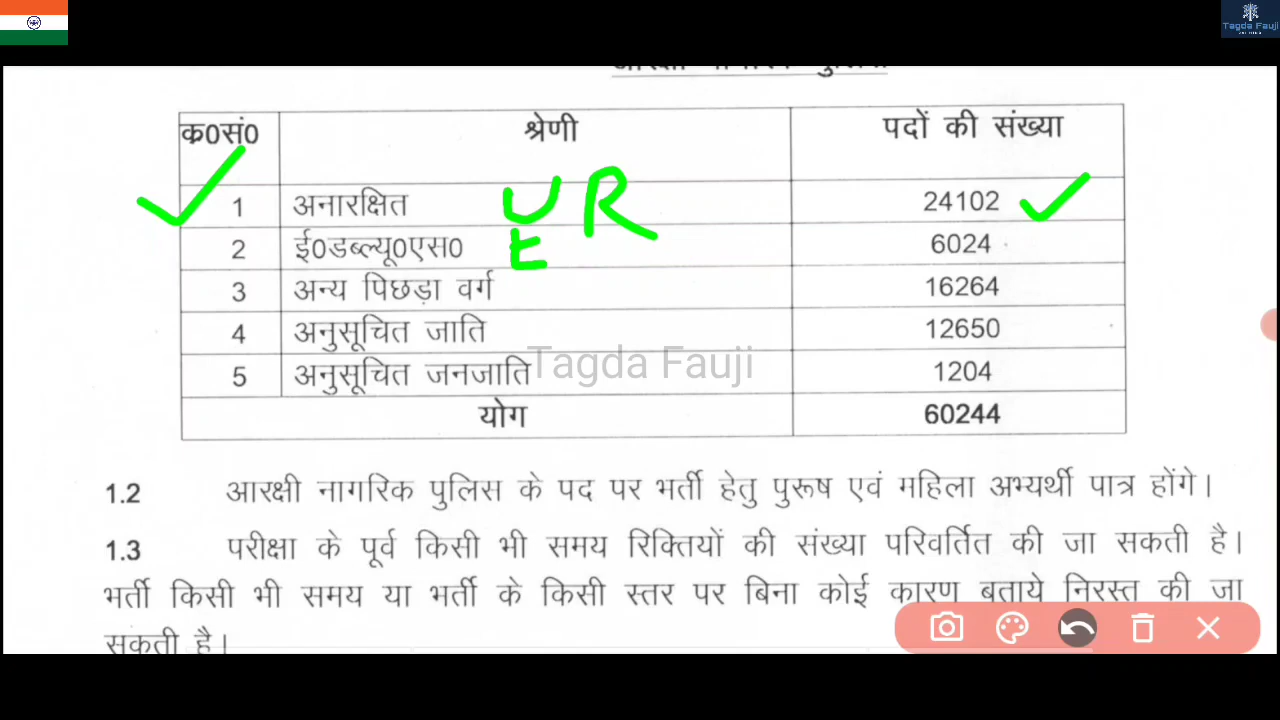 Tagda Fauji
क0सं0 श्रेणी पदों की संख्या
1 अनारक्षित U R 24102
2 ई0डब्ल्यू0एस0 E 6024
3 अन्य पिछड़ा वर्ग 16264
4 अनुसूचित जाति 12650
Tagda Fauji
5 अनुसूचित जनजाति 1204
योग 60244
1.2 आरक्षी नागरिक पुलिस के पद पर भर्ती हेतु पुरूष एवं महिला अभ्यर्थी पात्र होंगे।
1.3 परीक्षा के पूर्व किसी भी समय रिक्तियों की संख्या परिवर्तित की जा सकती है।
भर्ती किसी भी समय या भर्ती के किसी स्तर पर बिना कोई कारण बताये निरस्त की जा
सकती है।